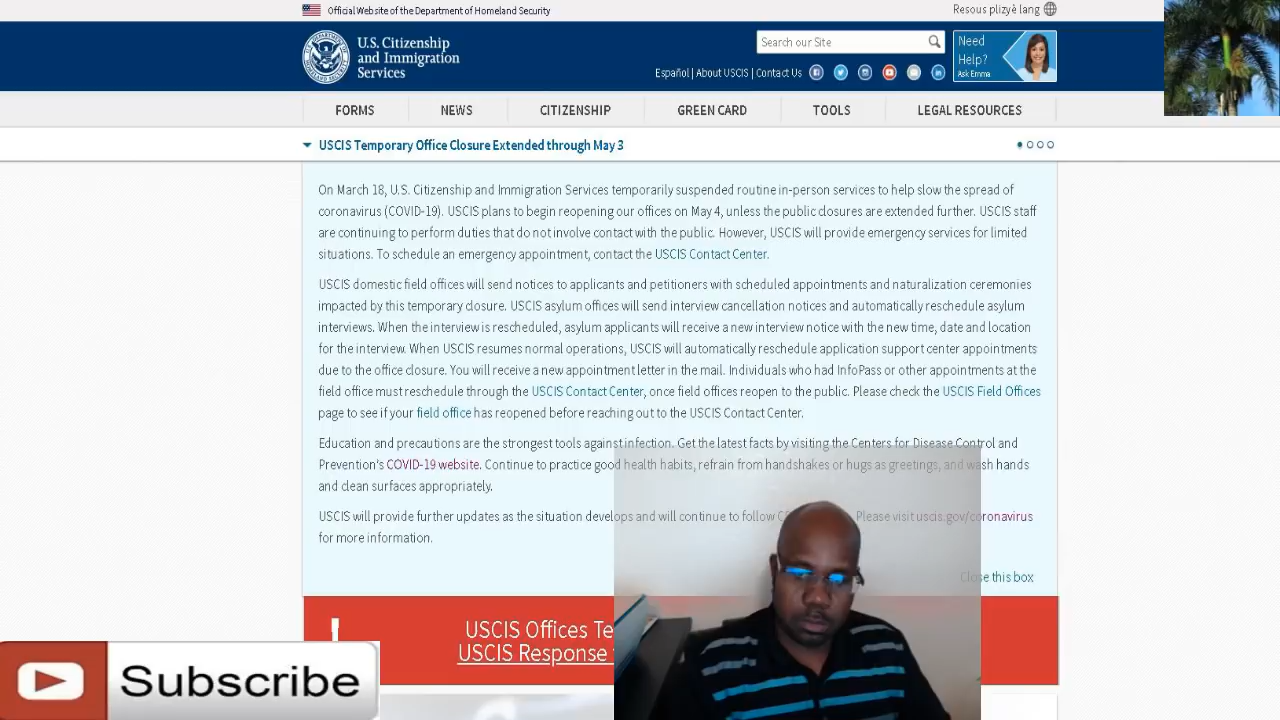 Official Website of the Department of Homeland Security
Resous plizyè lang
U.S. Citizenship
and Immigration
Services
Search our Site
Need
Help?
Ask Emma
Español | About USCIS | Contact Us
FORMS
NEWS
CITIZENSHIP
GREEN CARD
TOOLS
LEGAL RESOURCES
USCIS Temporary Office Closure Extended through May 3
On March 18, U.S. Citizenship and Immigration Services temporarily suspended routine in-person services to help slow the spread of
coronavirus (COVID-19). USCIS plans to begin reopening our offices on May 4, unless the public closures are extended further. USCIS staff
are continuing to perform duties that do not involve contact with the public. However, USCIS will provide emergency services for limited
situations. To schedule an emergency appointment, contact the USCIS Contact Center.
USCIS domestic field offices will send notices to applicants and petitioners with scheduled appointments and naturalization ceremonies
impacted by this temporary closure. USCIS asylum offices will send interview cancellation notices and automatically reschedule asylum
interviews. When the interview is rescheduled, asylum applicants will receive a new interview notice with the new time, date and location
for the interview. When USCIS resumes normal operations, USCIS will automatically reschedule application support center appointments
due to the office closure. You will receive a new appointment letter in the mail. Individuals who had InfoPass or other appointments at the
field office must reschedule through the USCIS Contact Center, once field offices reopen to the public. Please check the USCIS Field Offices
page to see if your field office has reopened before reaching out to the USCIS Contact Center.
Education and precautions are the strongest tools against infection. Get the latest facts by visiting the Centers for Disease Control and
Prevention's COVID-19 website. Continue to practice good health habits, refrain from handshakes or hugs as greetings, and wash hands
and clean surfaces appropriately.
USCIS will provide further updates as the situation develops and will continue to follow Please visit uscis.gov/coronavirus
for more information.
Close this box
USCIS Offices Te
USCIS Response
Subscribe